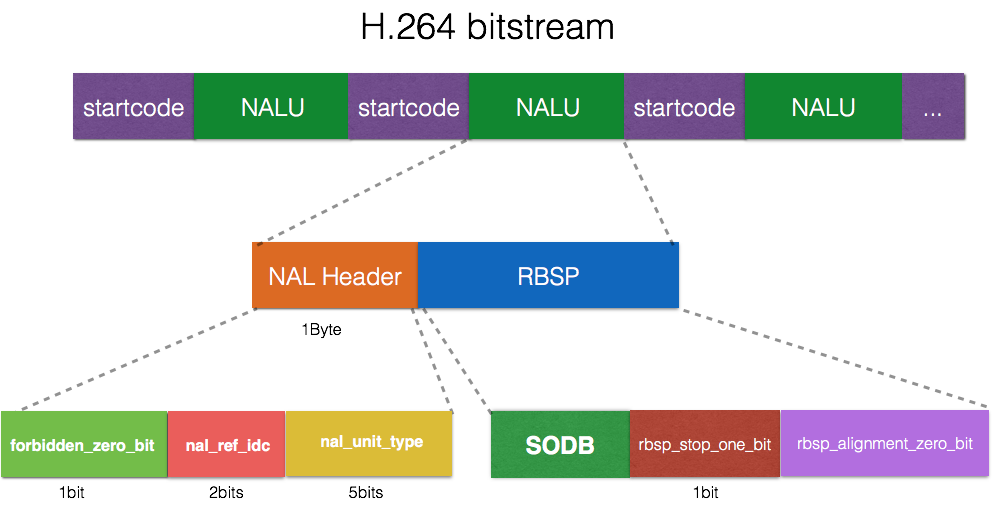 H.264 bitstream
startcode NALU startcode NALU startcode NALU ...
NAL Header RBSP
1Byte
forbidden_zero_bit nal_ref_idc nal_unit_type SODB rbsp_stop_one_bit rbsp_alignment_zero_bit
1bit 2bits 5bits 1bit